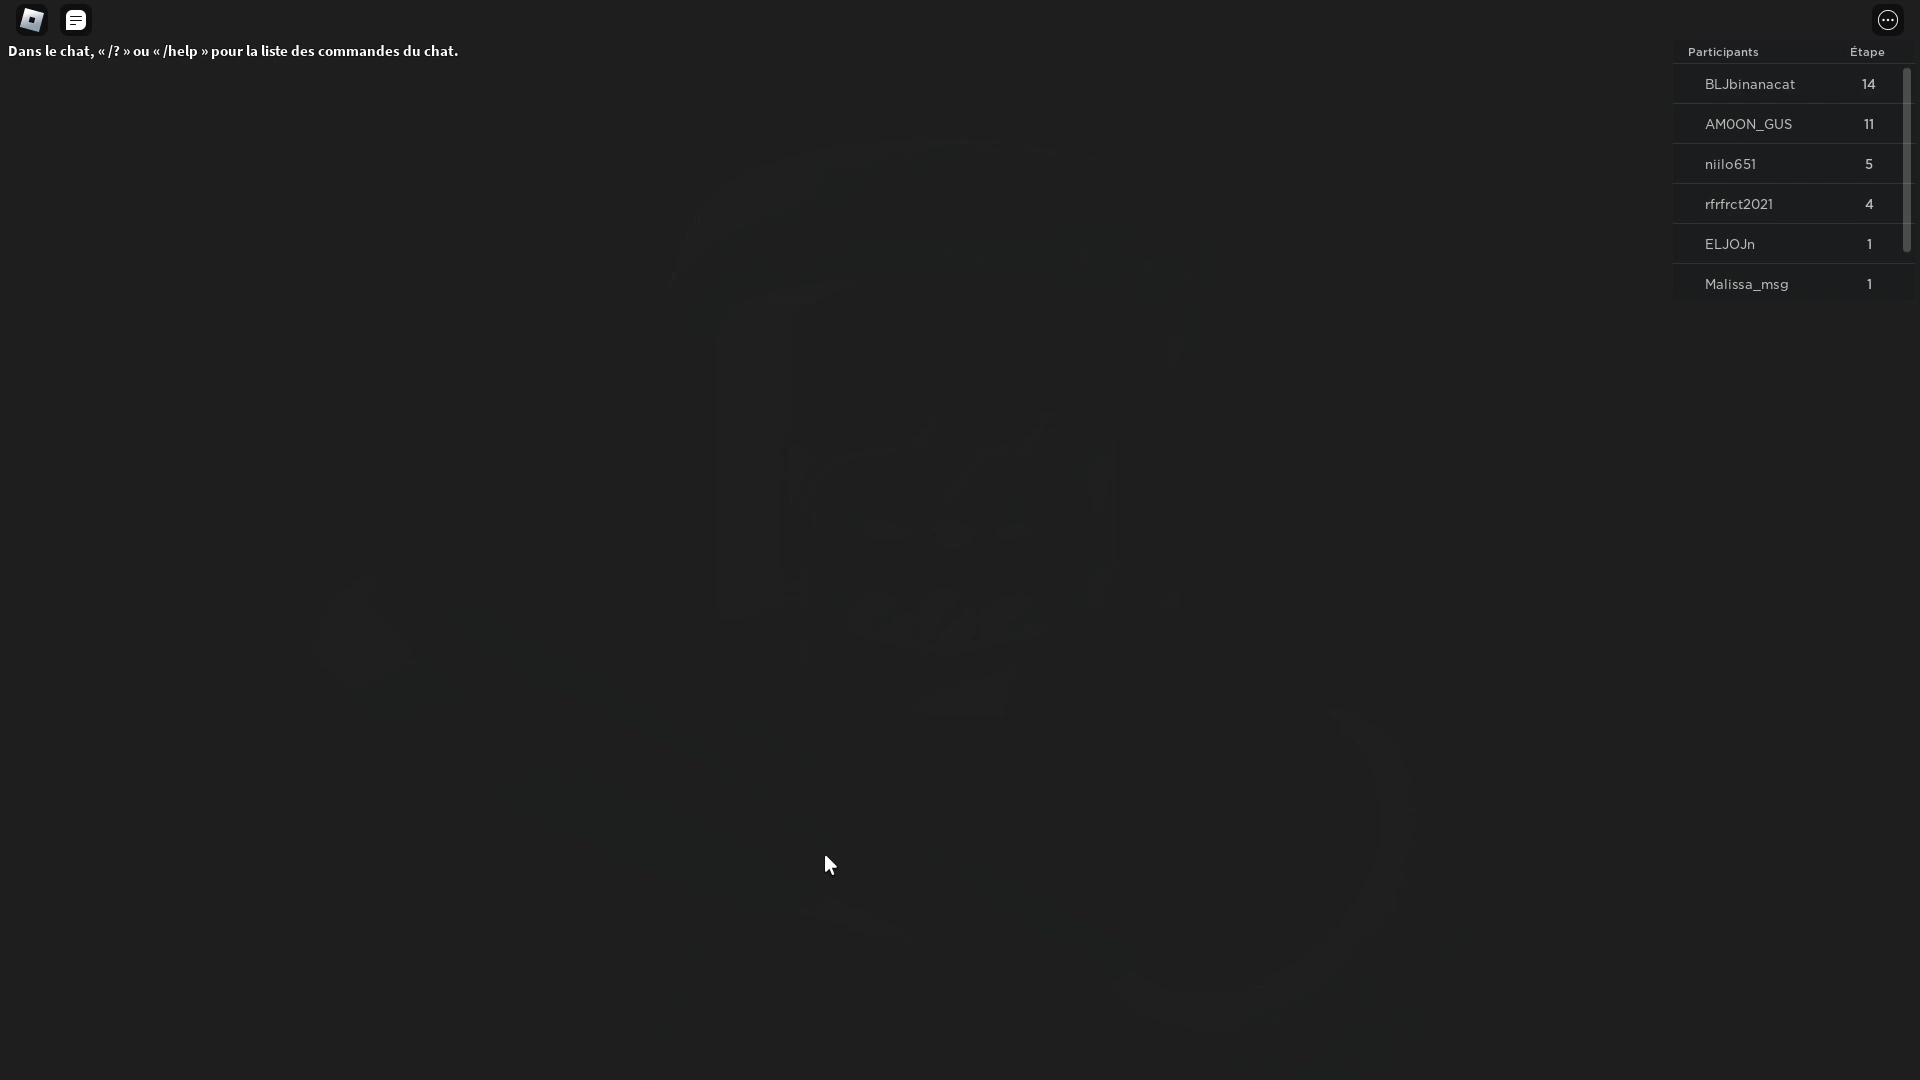 Dans le chat, « /? » ou « /help » pour la liste des commandes du chat.
Participants Étape
BLJbinanacat 14
AM0ON_GUS 11
niilo651 5
rfrfrct2021 4
ELJOJn 1
Malissa_msg 1